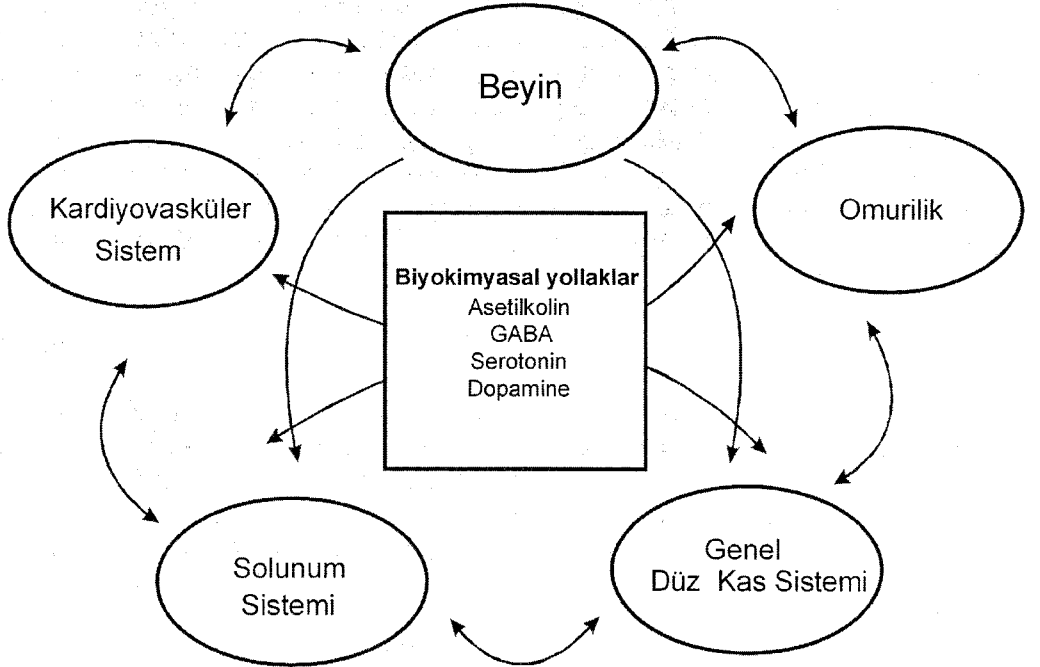 Beyin
Kardiyovasküler
Sistem
Omurilik
Biyokimyasal yollaklar
Asetilkolin
GABA
Serotonin
Dopamine
Solunum
Sistemi
Genel
Düz Kas Sistemi